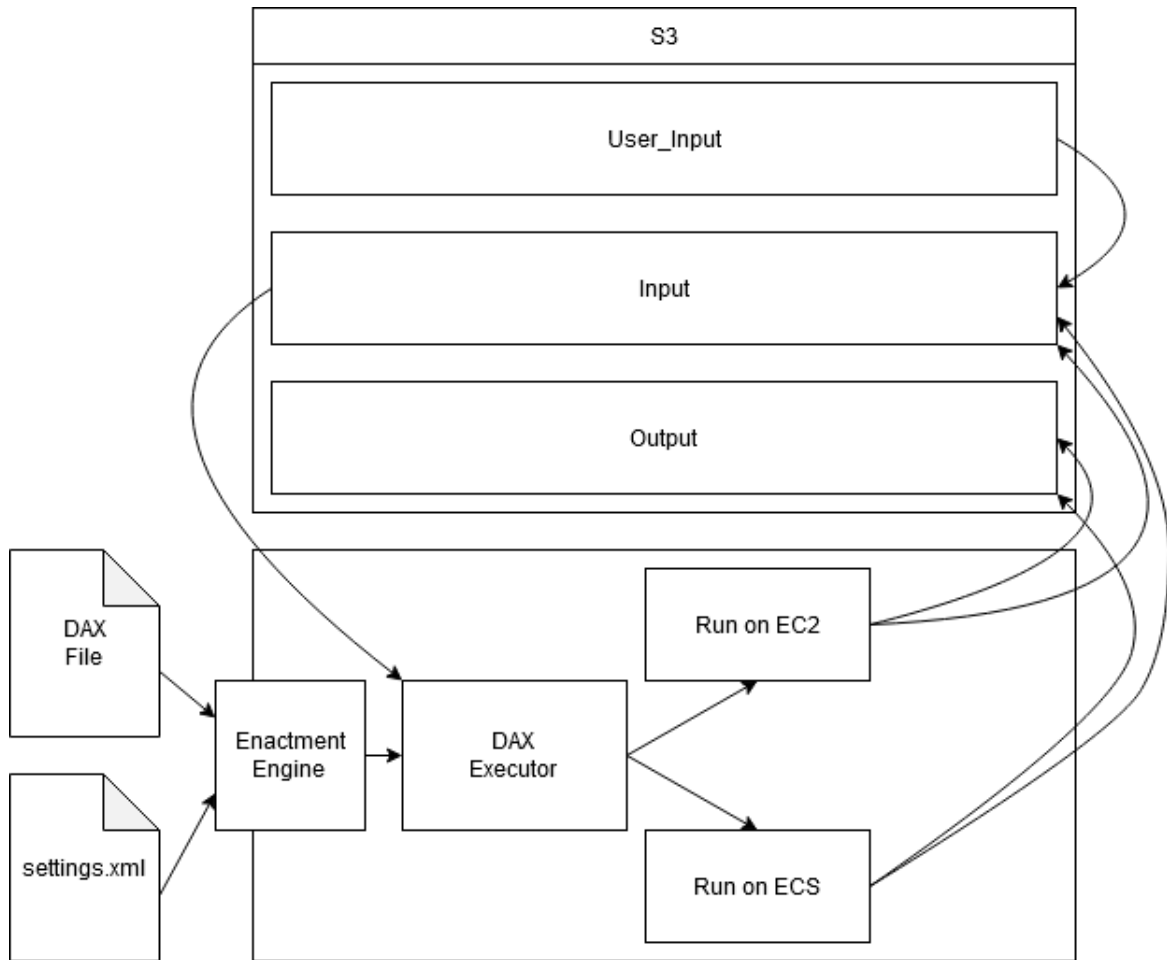 S3
User_Input
Input
Output
DAX
File
settings.xml
Enactment
Engine
DAX
Executor
Run on EC2
Run on ECS